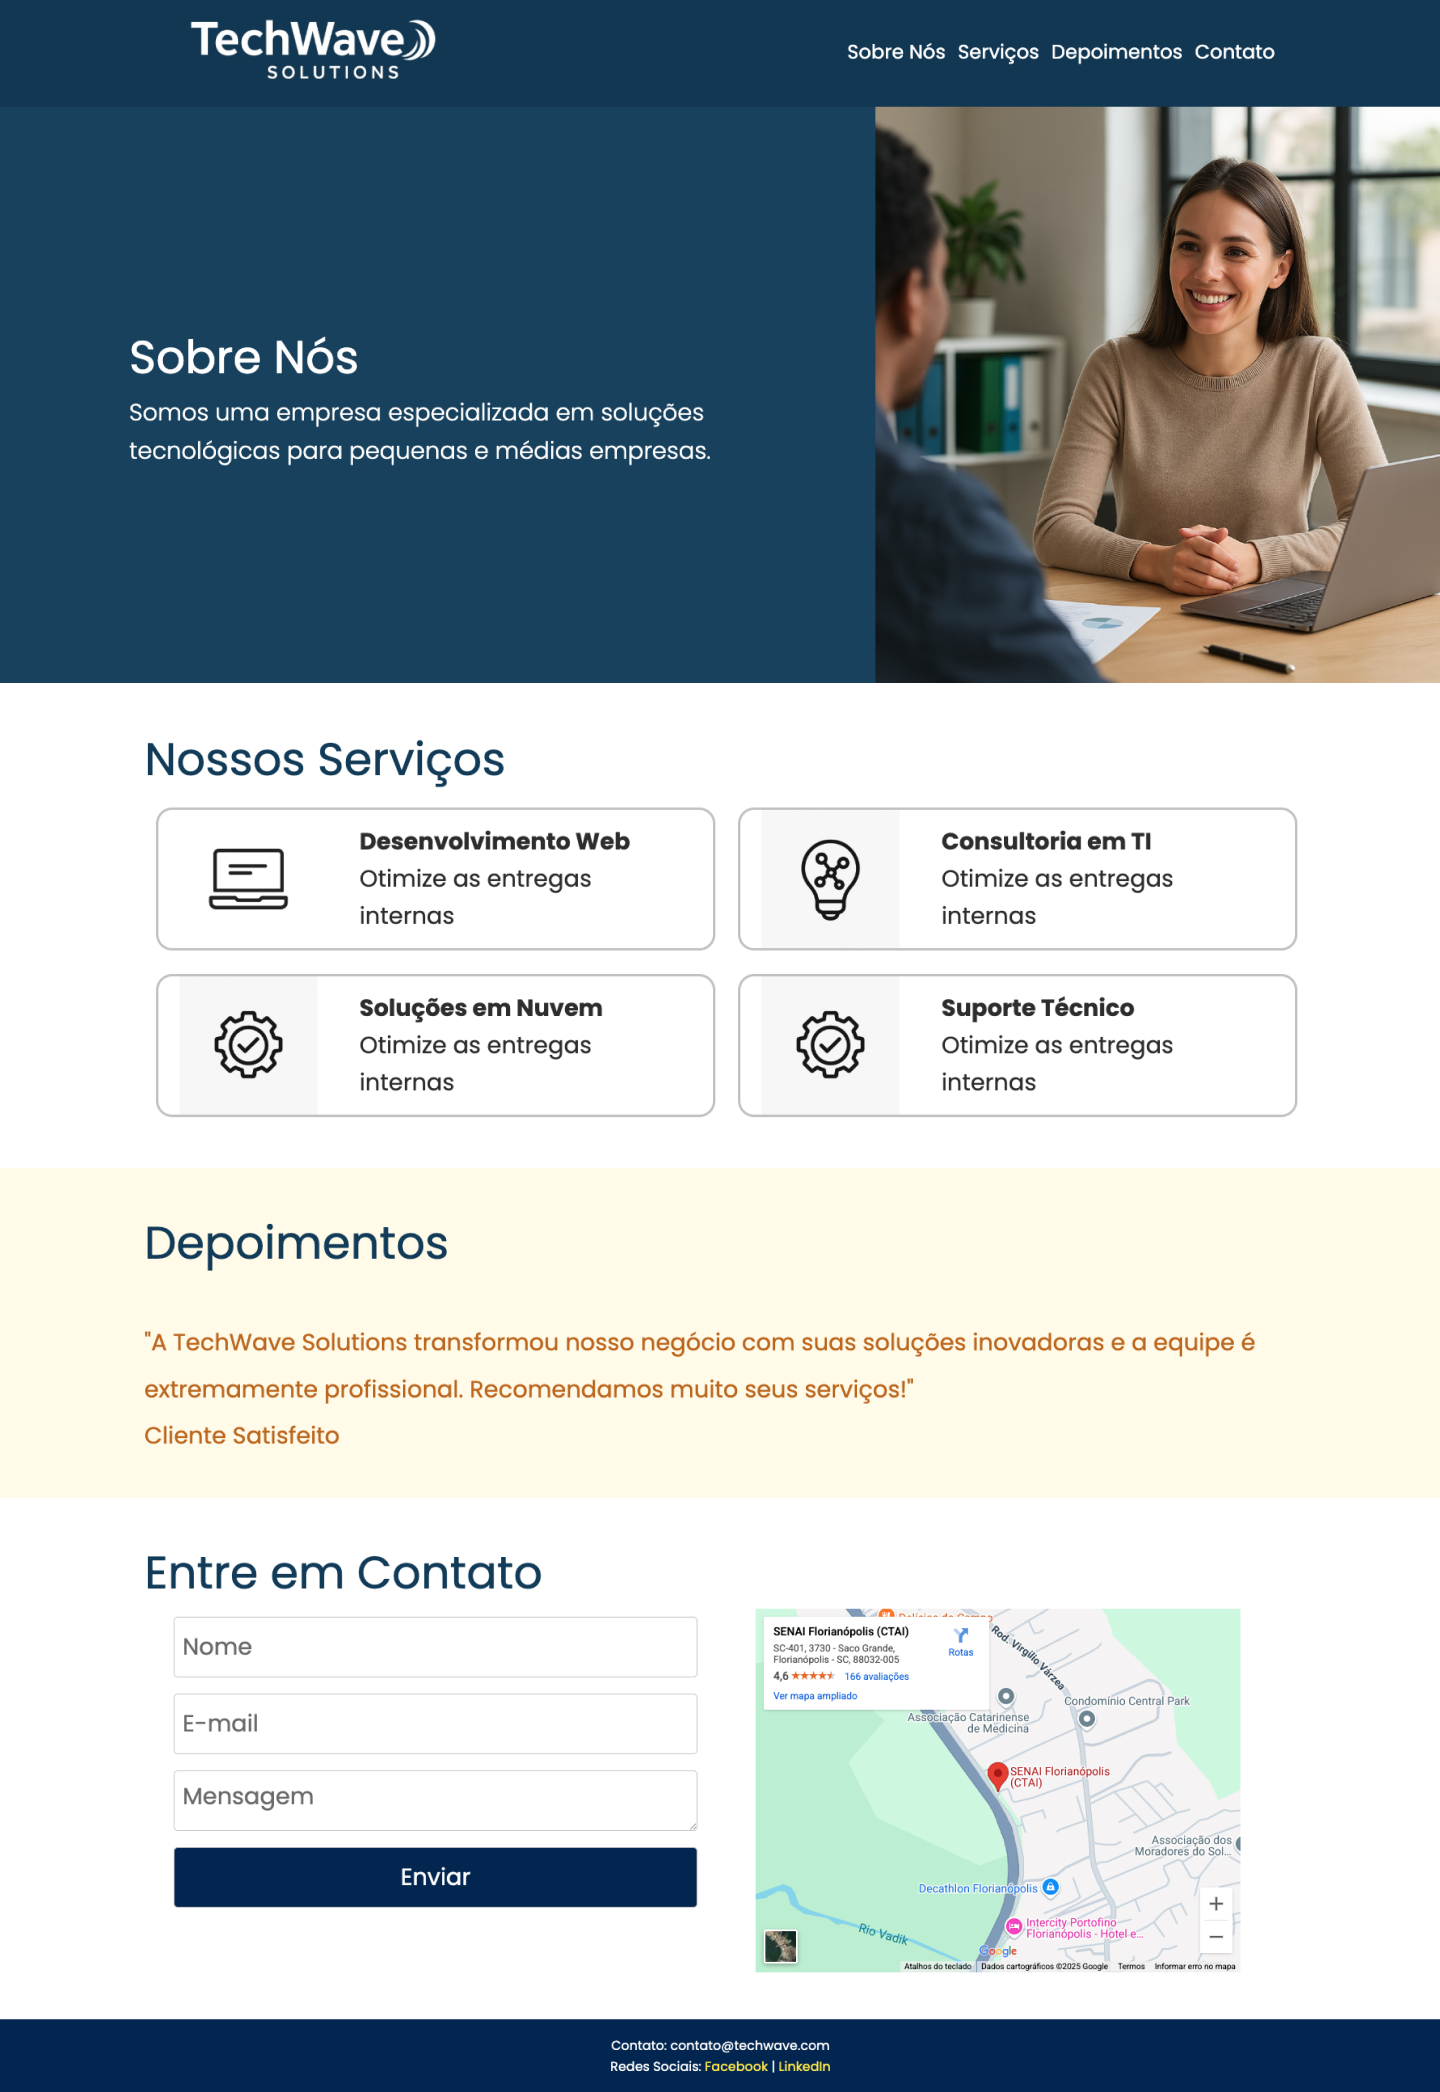 TechWave
SOLUTIONS
Sobre Nós Serviços Depoimentos Contato
Sobre Nós
Somos uma empresa especializada em soluções
tecnológicas para pequenas e médias empresas.
Nossos Serviços
Desenvolvimento Web
Otimize as entregas
internas
Consultoria em TI
Otimize as entregas
internas
Soluções em Nuvem
Otimize as entregas
internas
Suporte Técnico
Otimize as entregas
internas
Depoimentos
"A TechWave Solutions transformou nosso negócio com suas soluções inovadoras e a equipe é
extremamente profissional. Recomendamos muito seus serviços!"
Cliente Satisfeito
Entre em Contato
Nome
E-mail
Mensagem
Enviar
SENAI Florianópolis (CTAI)
SC-401, 3730 - Saco Grande,
Florianópolis - SC, 88032-005
4,6 166 avaliações
Ver mapa ampliado
Rotas
Rod. Virgílio Várzea
Condomínio Central Park
Associação Catarinense
de Medicina
SENAI Florianópolis
(CTAI)
Associação dos
Moradores do Sol...
Decathlon Florianópolis
Intercity Portofino
Florianópolis - Hotel e...
Rio Vadik
Google
Atalhos do teclado Dados cartográficos ©2025 Google Termos Informar erro no mapa
Contato: contato@techwave.com
Redes Sociais: Facebook | LinkedIn